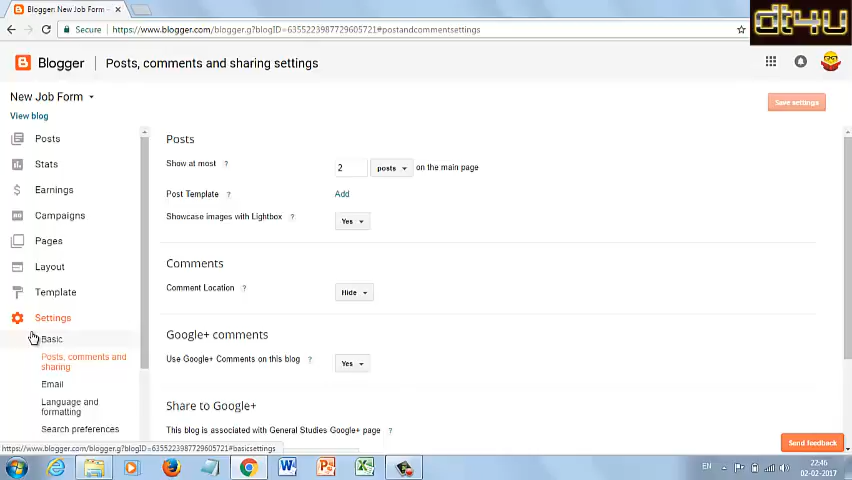 Blogger: New Job Form - P
DT4U
Secure https://www.blogger.com/blogger.g?blogID=6355223987729605721#postandcommentsettings
Blogger Posts, comments and sharing settings
New Job Form
Save settings
View blog
Posts
Stats
Earnings
Campaigns
Pages
Layout
Template
Settings
Basic
Posts, comments and
sharing
Email
Language and
formatting
Search preferences
Posts
Show at most ? 2 posts on the main page
Post Template ? Add
Showcase images with Lightbox ? Yes
Comments
Comment Location ? Hide
Google+ comments
Use Google+ Comments on this blog ? Yes
Share to Google+
This blog is associated with General Studies Google+ page
Send feedback
https://www.blogger.com/blogger.g?blogID=6355223987729605721#basicsettings
EN
22:46
02-02-2017